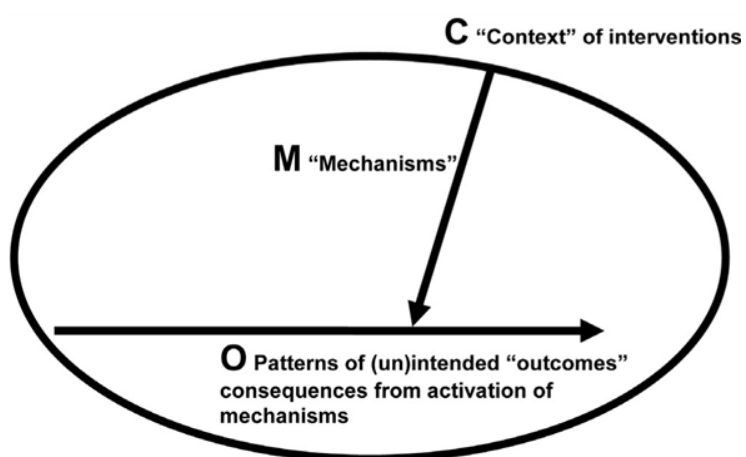 C “Context” of interventions
M “Mechanisms”
O Patterns of (un)intended “outcomes”
consequences from activation of
mechanisms